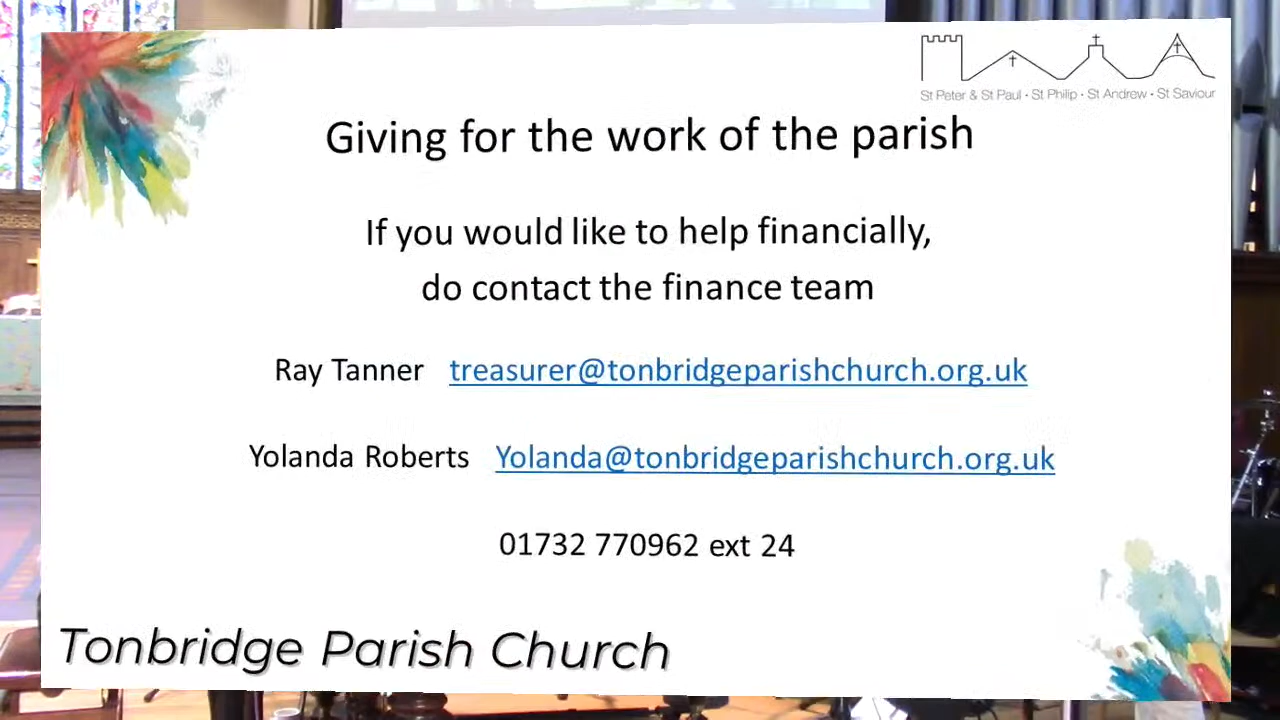 St Peter & St Paul • St Philip • St Andrew • St Saviour
Giving for the work of the parish
If you would like to help financially,
do contact the finance team
Ray Tanner treasurer@tonbridgeparishchurch.org.uk
Yolanda Roberts Yolanda@tonbridgeparishchurch.org.uk
01732 770962 ext 24
Tonbridge Parish Church